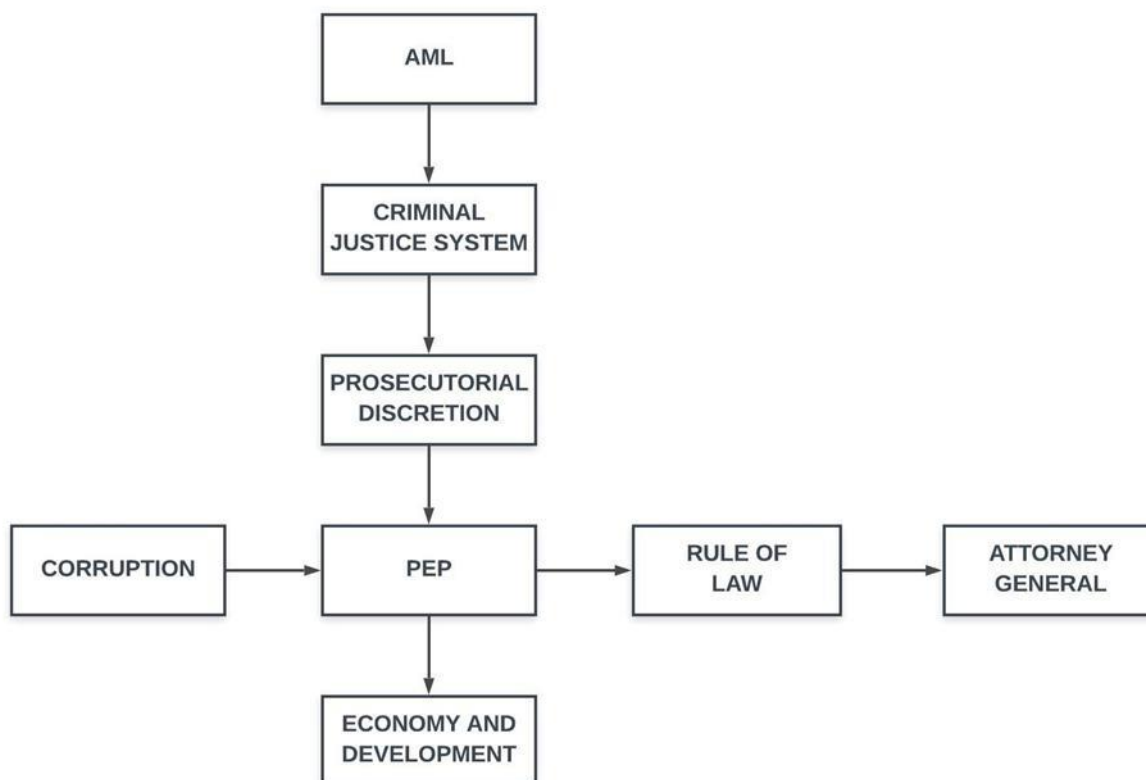 AML
CRIMINAL
JUSTICE SYSTEM
PROSECUTORIAL
DISCRETION
CORRUPTION
PEP
RULE OF
LAW
ATTORNEY
GENERAL
ECONOMY AND
DEVELOPMENT